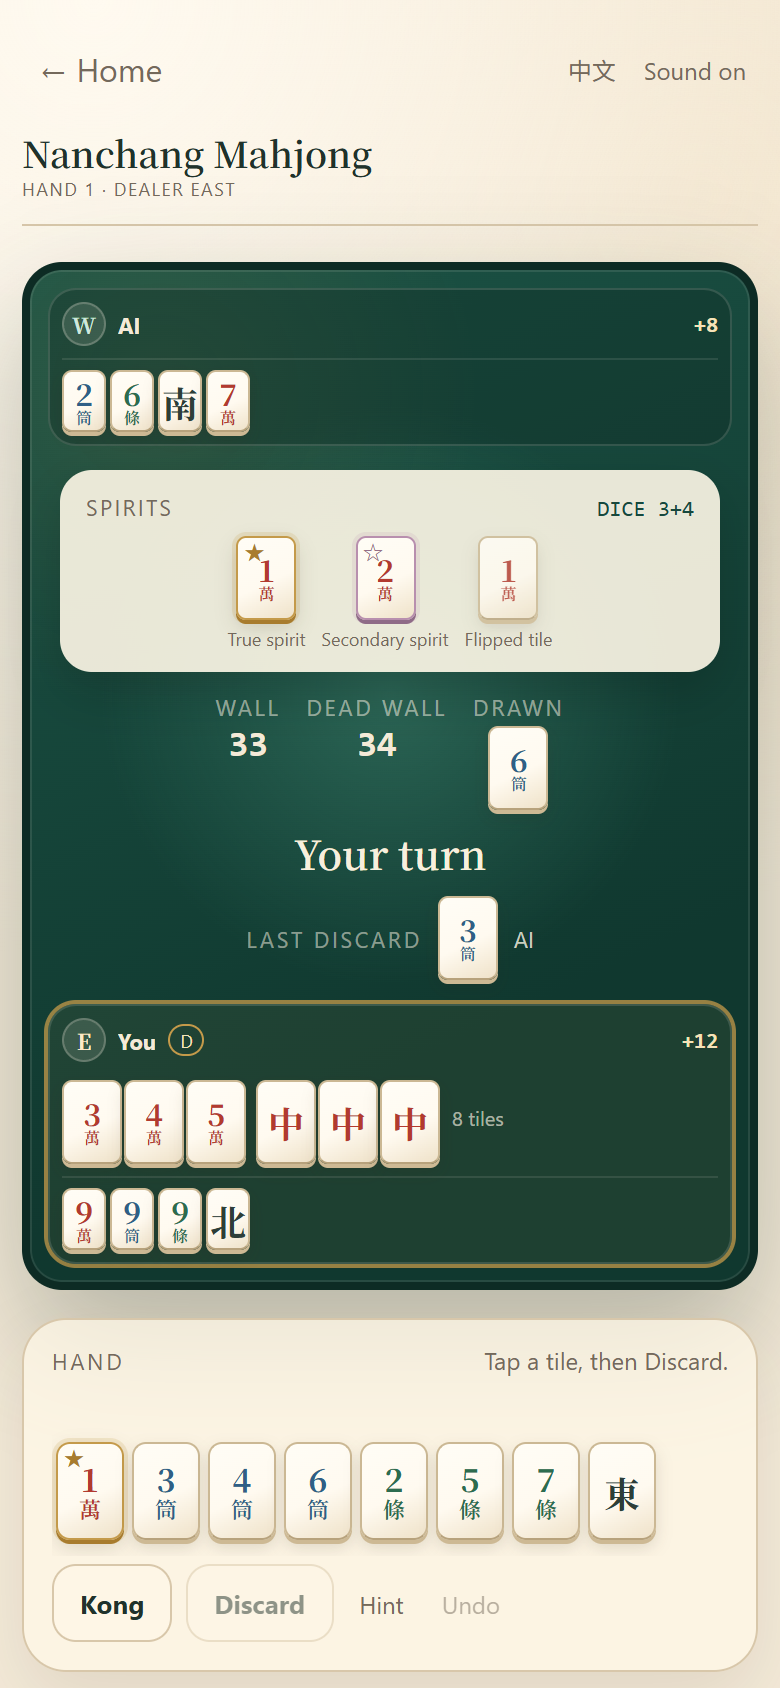 ← Home 中文 Sound on
Nanchang Mahjong
HAND 1 · DEALER EAST
W AI +8
2筒 6條 南 7萬
SPIRITS DICE 3+4
★1萬 ☆2萬 1萬
True spirit Secondary spirit Flipped tile
WALL DEAD WALL DRAWN
33 34 6筒
Your turn
LAST DISCARD 3筒 AI
E You D +12
3萬 4萬 5萬 中 中 中 8 tiles
9萬 9筒 9條 北
HAND Tap a tile, then Discard.
★1萬 3筒 4筒 6筒 2條 5條 7條 東
Kong Discard Hint Undo